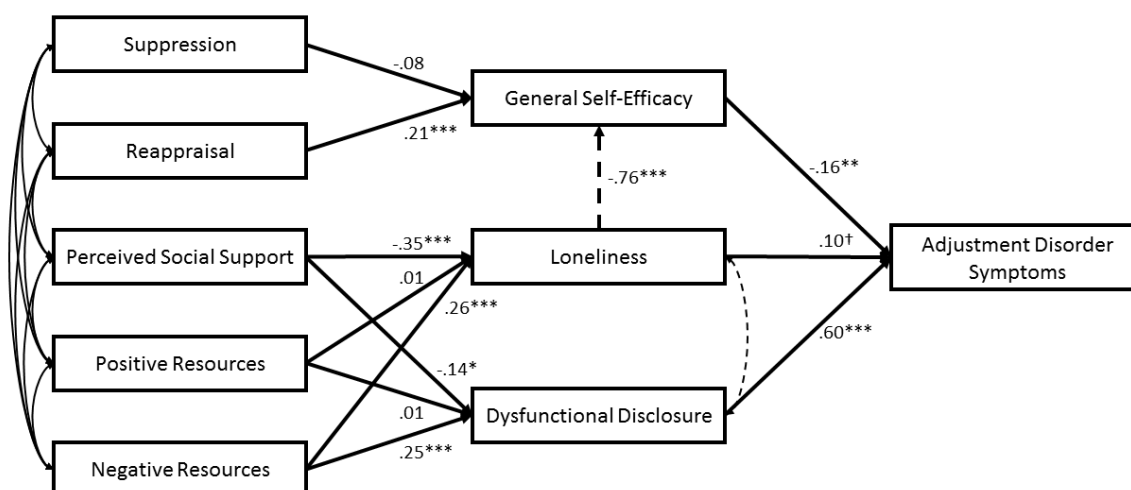 Suppression
-.08
General Self-Efficacy
Reappraisal
.21***
-.76***
-.16**
Perceived Social Support
-.35***
Loneliness
.10†
Adjustment Disorder
Symptoms
.01
.26***
Positive Resources
-.14*
.60***
Dysfunctional Disclosure
.01
.25***
Negative Resources